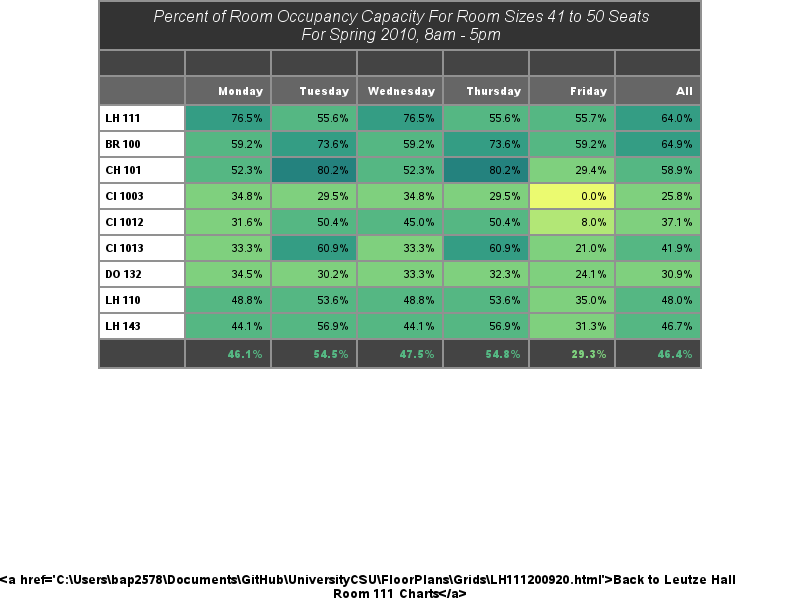 Percent of Room Occupancy Capacity For Room Sizes 41 to 50 Seats
For Spring 2010, 8am - 5pm
Monday Tuesday Wednesday Thursday Friday All
LH 111 76.5% 55.6% 76.5% 55.6% 55.7% 64.0%
BR 100 59.2% 73.6% 59.2% 73.6% 59.2% 64.9%
CH 101 52.3% 80.2% 52.3% 80.2% 29.4% 58.9%
CI 1003 34.8% 29.5% 34.8% 29.5% 0.0% 25.8%
CI 1012 31.6% 50.4% 45.0% 50.4% 8.0% 37.1%
CI 1013 33.3% 60.9% 33.3% 60.9% 21.0% 41.9%
DO 132 34.5% 30.2% 33.3% 32.3% 24.1% 30.9%
LH 110 48.8% 53.6% 48.8% 53.6% 35.0% 48.0%
LH 143 44.1% 56.9% 44.1% 56.9% 31.3% 46.7%
46.1% 54.5% 47.5% 54.8% 29.3% 46.4%
<a href='C:\Users\bap2578\Documents\GitHub\UniversityCSU\FloorPlans\Grids\LH111200920.html'>Back to Leutze Hall
Room 111 Charts</a>